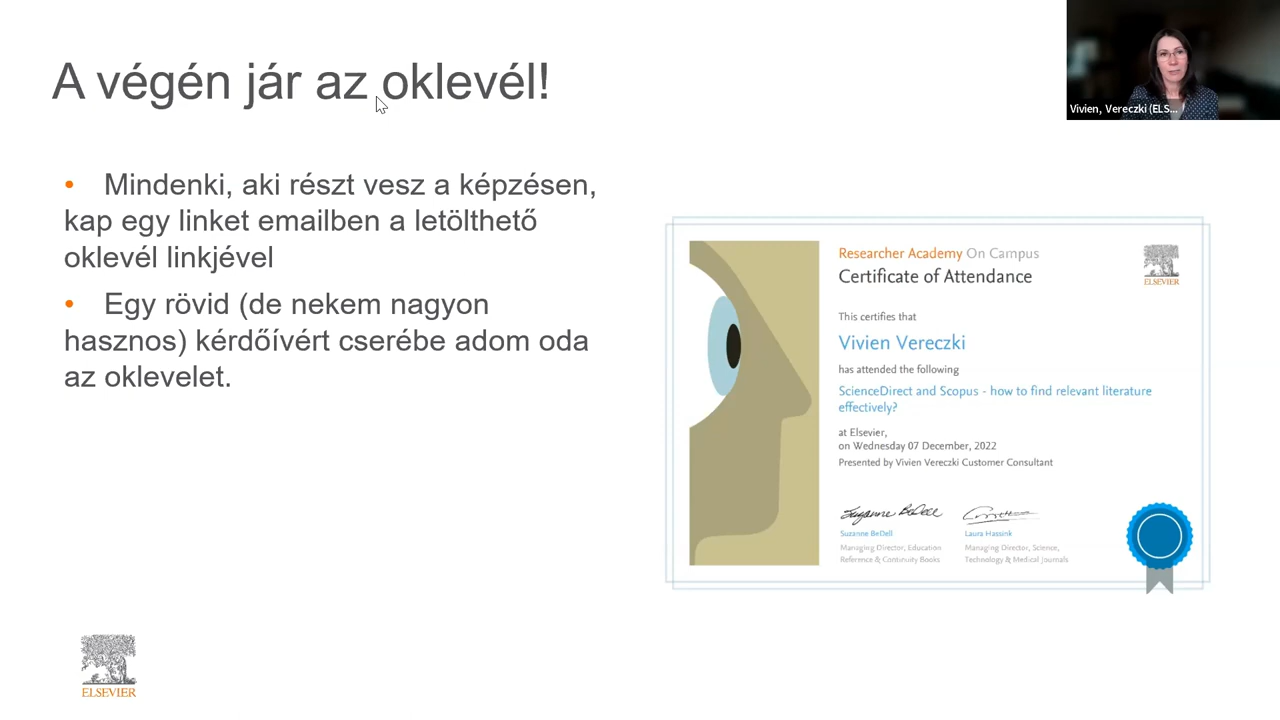 A végén jár az oklevél!
Vivien, Vereczki (ELS...
• Mindenki, aki részt vesz a képzésen,
kap egy linket emailben a letölthető
oklevél linkjével
• Egy rövid (de nekem nagyon
hasznos) kérdőívért cserébe adom oda
az oklevelet.
Researcher Academy On Campus
Certificate of Attendance
ELSEVIER
This certifies that
Vivien Vereczki
has attended the following
ScienceDirect and Scopus - how to find relevant literature
effectively?
at Elsevier,
on Wednesday 07 December, 2022
Presented by Vivien Vereczki Customer Consultant
Suzanne BeDell
Suzanne BeDell
Managing Director, Education
Reference & Continuity Books
Laura Hassink
Managing Director, Science,
Technology & Medical Journals
ELSEVIER